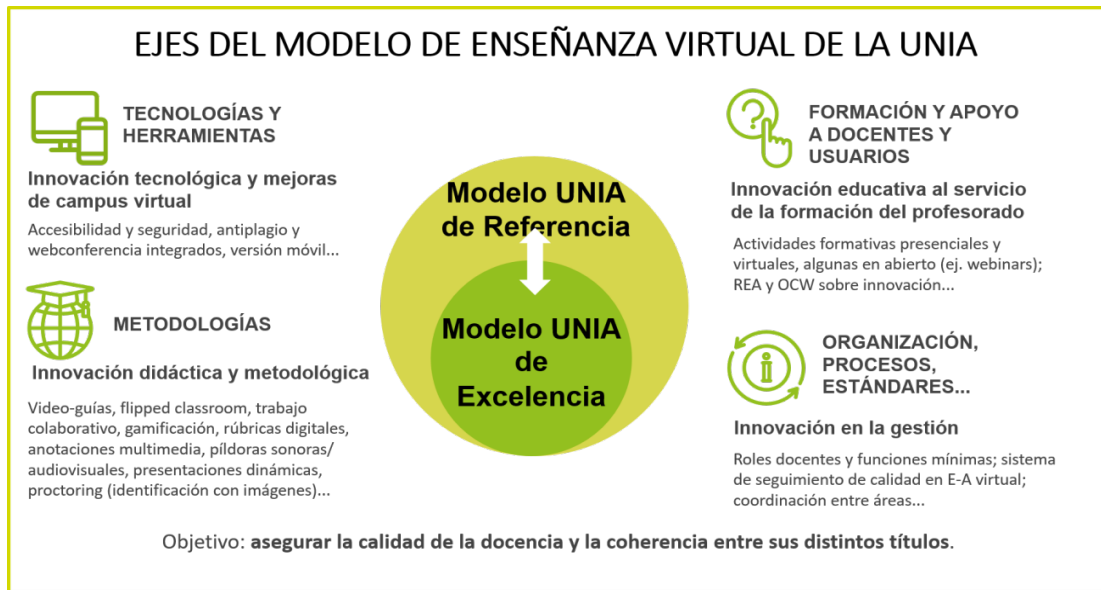 EJES DEL MODELO DE ENSEÑANZA VIRTUAL DE LA UNIA
TECNOLOGÍAS Y
HERRAMIENTAS
Innovación tecnológica y mejoras
de campus virtual
Accesibilidad y seguridad, antiplagio y
webconferencia integrados, versión móvil...
METODOLOGÍAS
Innovación didáctica y metodológica
Video-guías, flipped classroom, trabajo
colaborativo, gamificación, rúbricas digitales,
anotaciones multimedia, píldoras sonoras/
audiovisuales, presentaciones dinámicas,
proctoring (identificación con imágenes)...
Modelo UNIA
de Referencia
Modelo UNIA
de
Excelencia
FORMACIÓN Y APOYO
A DOCENTES Y
USUARIOS
Innovación educativa al servicio
de la formación del profesorado
Actividades formativas presenciales y
virtuales, algunas en abierto (ej. webinars);
REA y OCW sobre innovación...
ORGANIZACIÓN,
PROCESOS,
ESTÁNDARES...
Innovación en la gestión
Roles docentes y funciones mínimas; sistema
de seguimiento de calidad en E-A virtual;
coordinación entre áreas...
Objetivo: asegurar la calidad de la docencia y la coherencia entre sus distintos títulos.